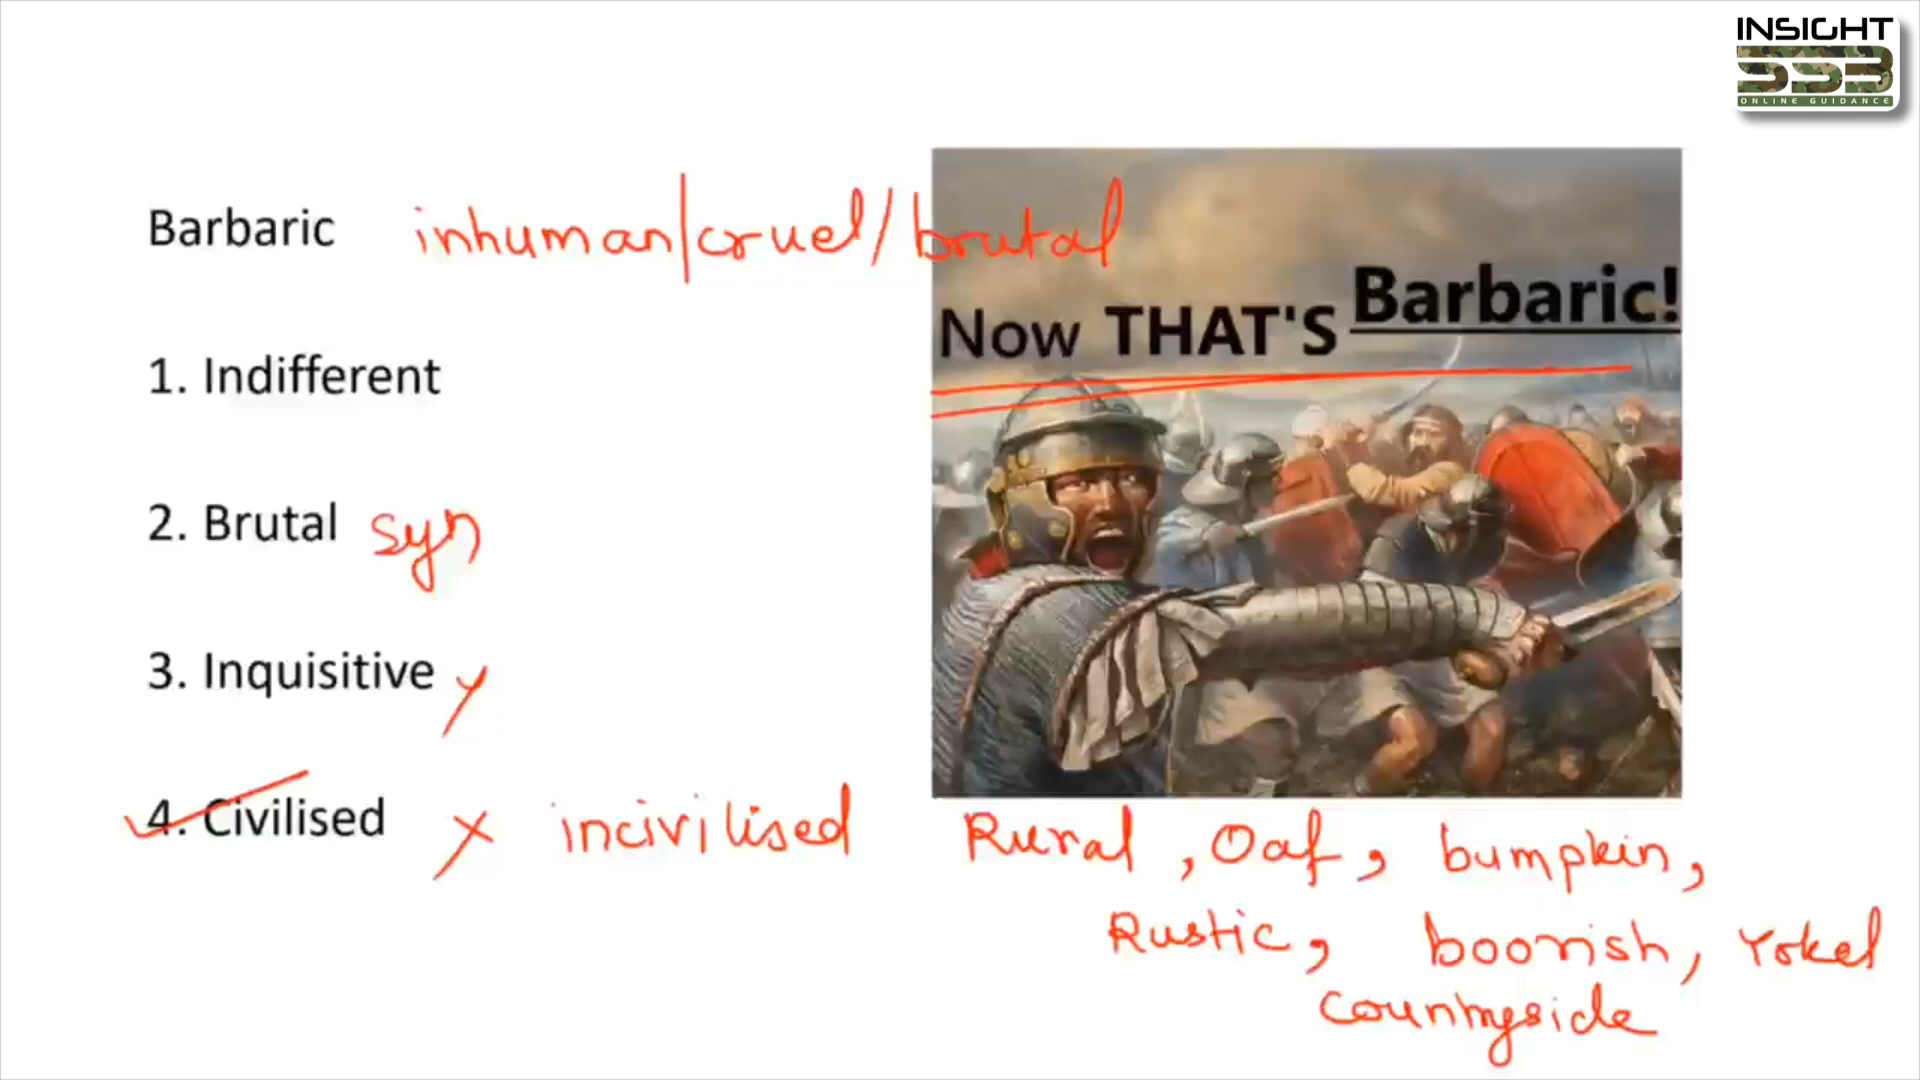 INSIGHT
SSB
ONLINE GUIDANCE
Barbaric inhuman/cruel/brutal
Now THAT'S Barbaric!
1. Indifferent
2. Brutal syn
3. Inquisitive
4. Civilised x incivilised
Rural, Oaf, bumpkin,
Rustic, boorish, Yokel
countryside